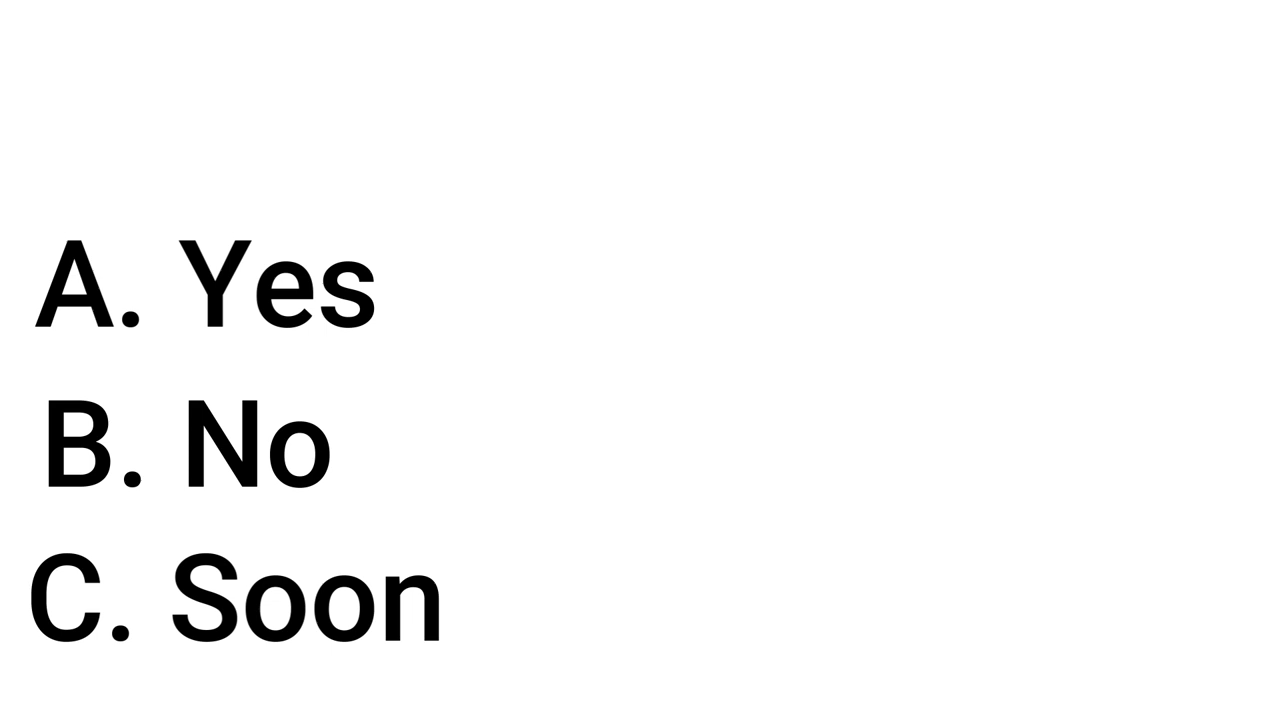 A. Yes
B. No
C. Soon